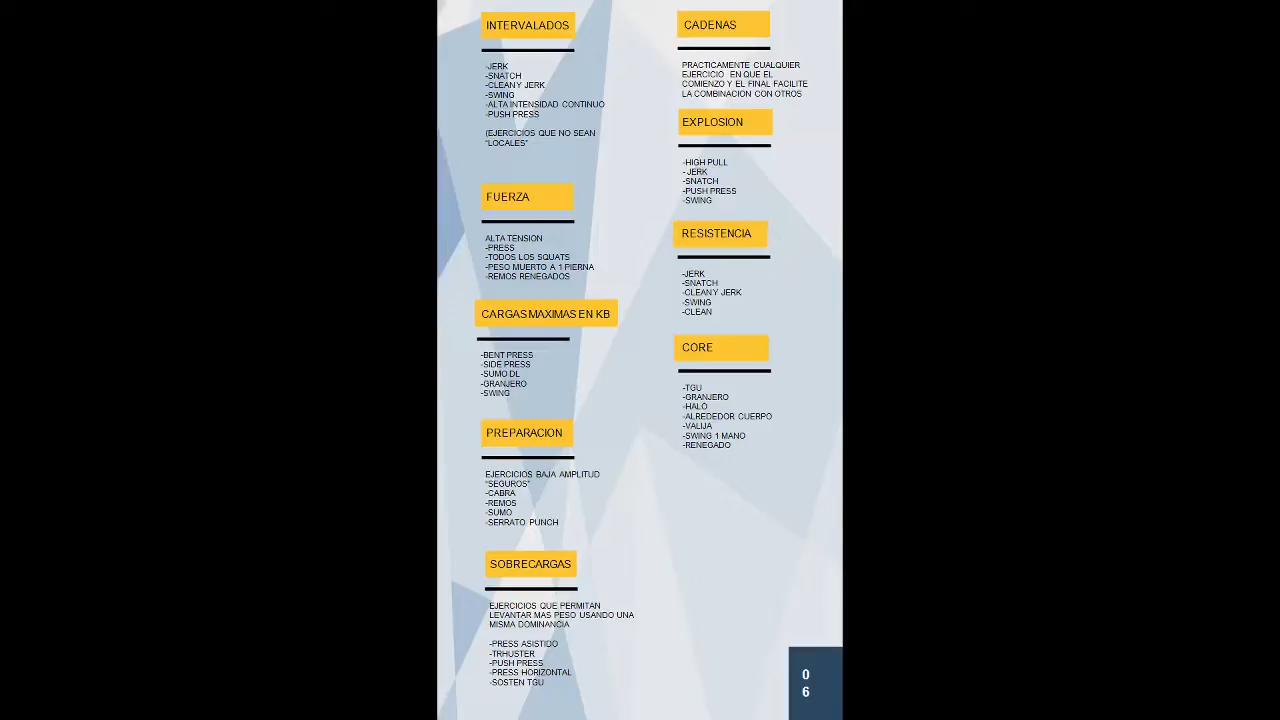 INTERVALADOS
-JERK
-SNATCH
-CLEAN Y JERK
-SWING
-ALTA INTENSIDAD CONTINUO
-PUSH PRESS
(EJERCICIOS QUE NO SEAN
"LOCALES"
FUERZA
ALTA TENSION
-PRESS
-TODOS LOS SQUATS
-PESO MUERTO A 1 PIERNA
-REMOS RENEGADOS
CARGAS MAXIMAS EN KB
-BENT PRESS
-SIDE PRESS
-SUMO DL
-GRANJERO
-SWING
PREPARACION
EJERCICIOS BAJA AMPLITUD
"SEGUROS"
-CABRA
-REMOS
-SUMO
-SERRATO PUNCH
SOBRECARGAS
EJERCICIOS QUE PERMITAN
LEVANTAR MAS PESO USANDO UNA
MISMA DOMINANCIA
-PRESS ASISTIDO
-TRHUSTER
-PUSH PRESS
-PRESS HORIZONTAL
-SOSTEN TGU
CADENAS
PRACTICAMENTE CUALQUIER
EJERCICIO EN QUE EL
COMIENZO Y EL FINAL FACILITE
LA COMBINACION CON OTROS
EXPLOSION
-HIGH PULL
-JERK
-SNATCH
-PUSH PRESS
-SWING
RESISTENCIA
-JERK
-SNATCH
-CLEAN Y JERK
-SWING
-CLEAN
CORE
-TGU
-GRANJERO
-HALO
-ALREDEDOR CUERPO
-VALIJA
-SWING 1 MANO
-RENEGADO
0
6